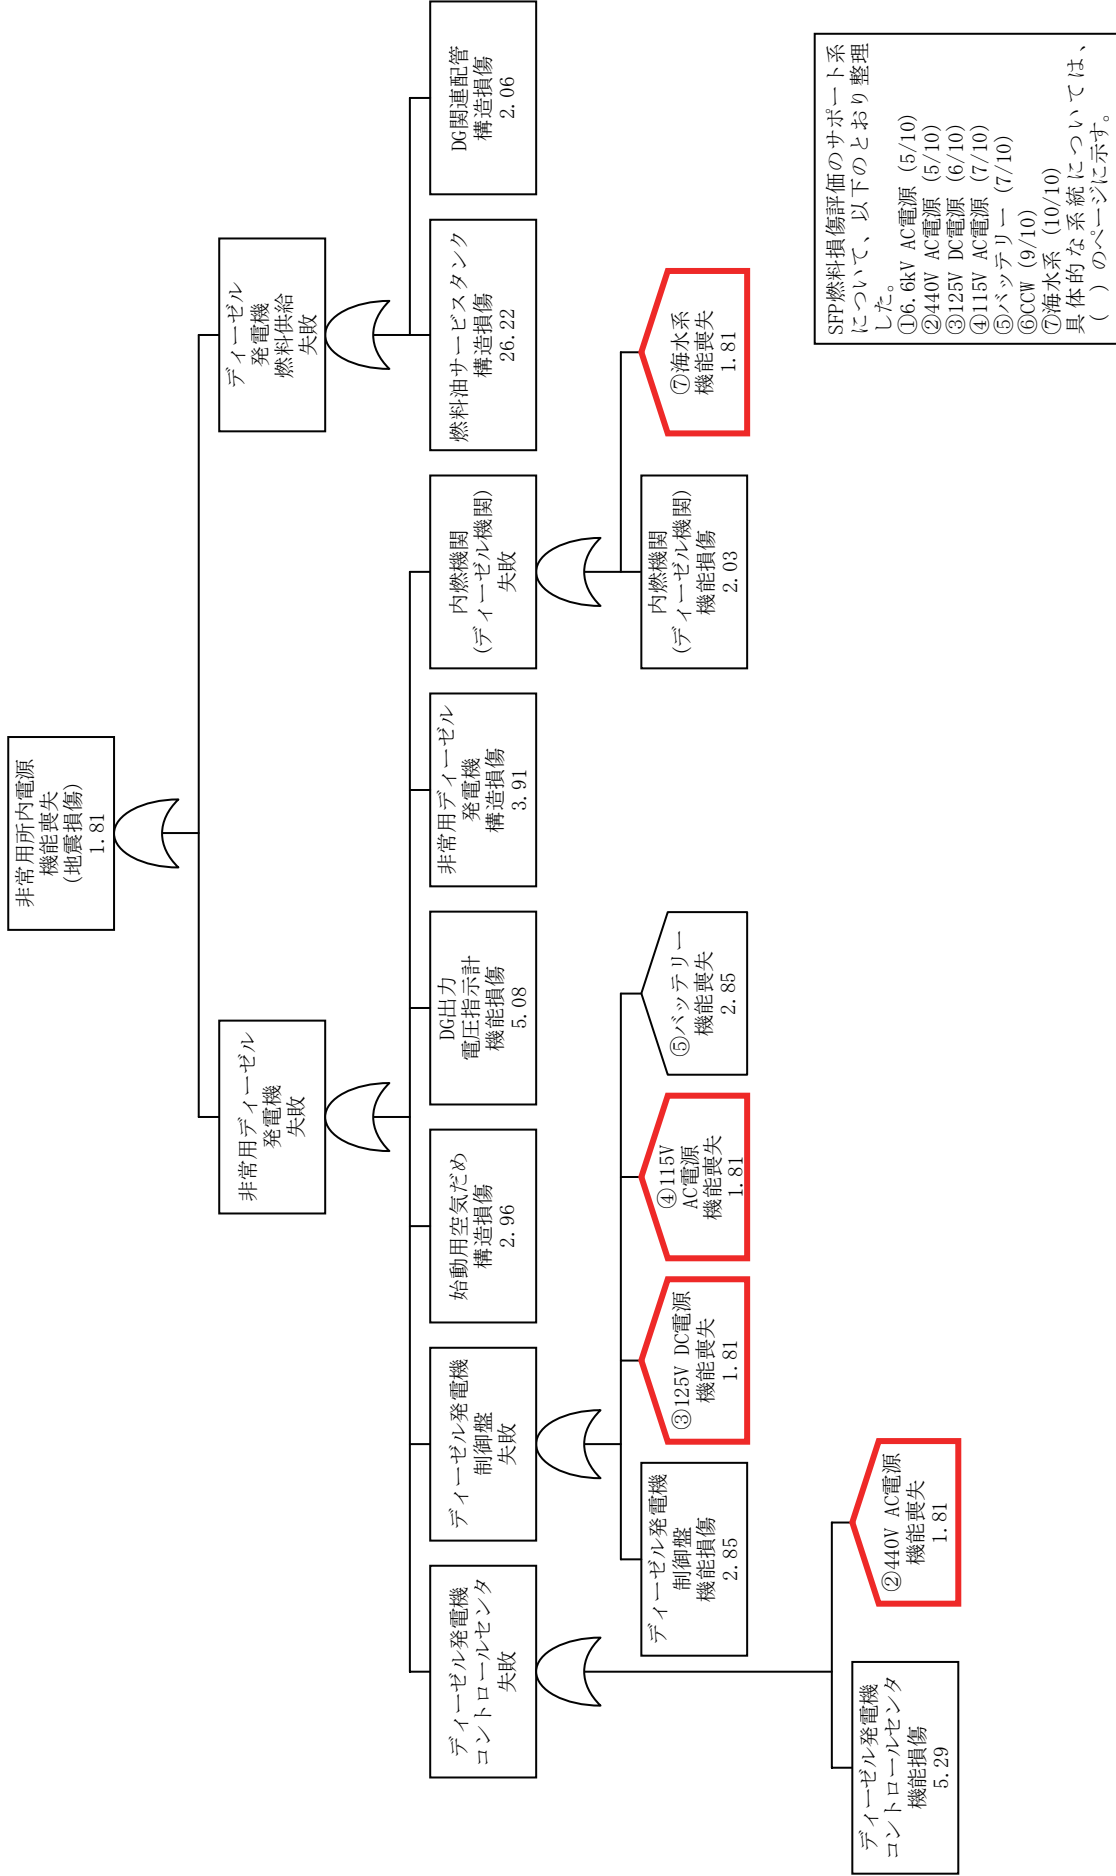 非常用所内電源
機能喪失
(地震損傷)
1.81
非常用ディーゼル
発電機
失敗
ディーゼル
発電機
燃料供給
失敗
ディーゼル発電機
コントロールセンタ
失敗
ディーゼル発電機
制御盤
失敗
始動用空気だめ
構造損傷
2.96
DG出力
電圧指示計
機能損傷
5.08
非常用ディーゼル
発電機
構造損傷
3.91
内燃機関
(ディーゼル機関)
失敗
燃料油サービスタンク
構造損傷
26.22
DG関連配管
構造損傷
2.06
ディーゼル発電機
制御盤
機能損傷
2.85
③125V DC電源
機能喪失
1.81
④115V
AC電源
機能喪失
1.81
⑤バッテリー
機能喪失
2.85
内燃機関
(ディーゼル機関)
機能損傷
2.03
⑦海水系
機能喪失
1.81
ディーゼル発電機
コントロールセンタ
機能損傷
5.29
②440V AC電源
機能喪失
1.81
SFP燃料損傷評価のサポート系
について、以下のとおり整理
した。
①6.6kV AC電源 (5/10)
②440V AC電源 (5/10)
③125V DC電源 (6/10)
④115V AC電源 (7/10)
⑤バッテリー (7/10)
⑥CCW (9/10)
⑦海水系 (10/10)
具体的な系統については、
( ) のページに示す。